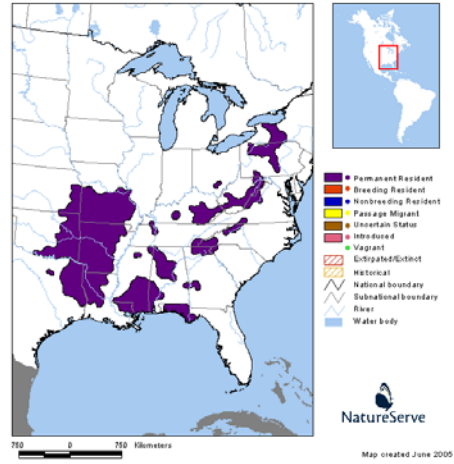 Permanent Resident
Breeding Resident
Nonbreeding Resident
Passage Migrant
Uncertain Status
Introduced
Vagrant
Extirpated/Extinct
Historical
National boundary
Subnational boundary
River
Water body
NatureServe
750 0 750 Kilometers
Map created June 2005